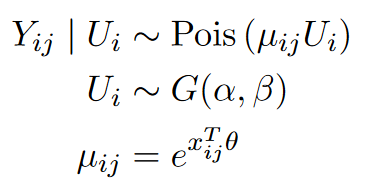 Y_{ij} | U_i ∼ Pois (μ_{ij}U_i)
U_i ∼ G(α, β)
μ_{ij} = e^{x_{ij}^T θ}